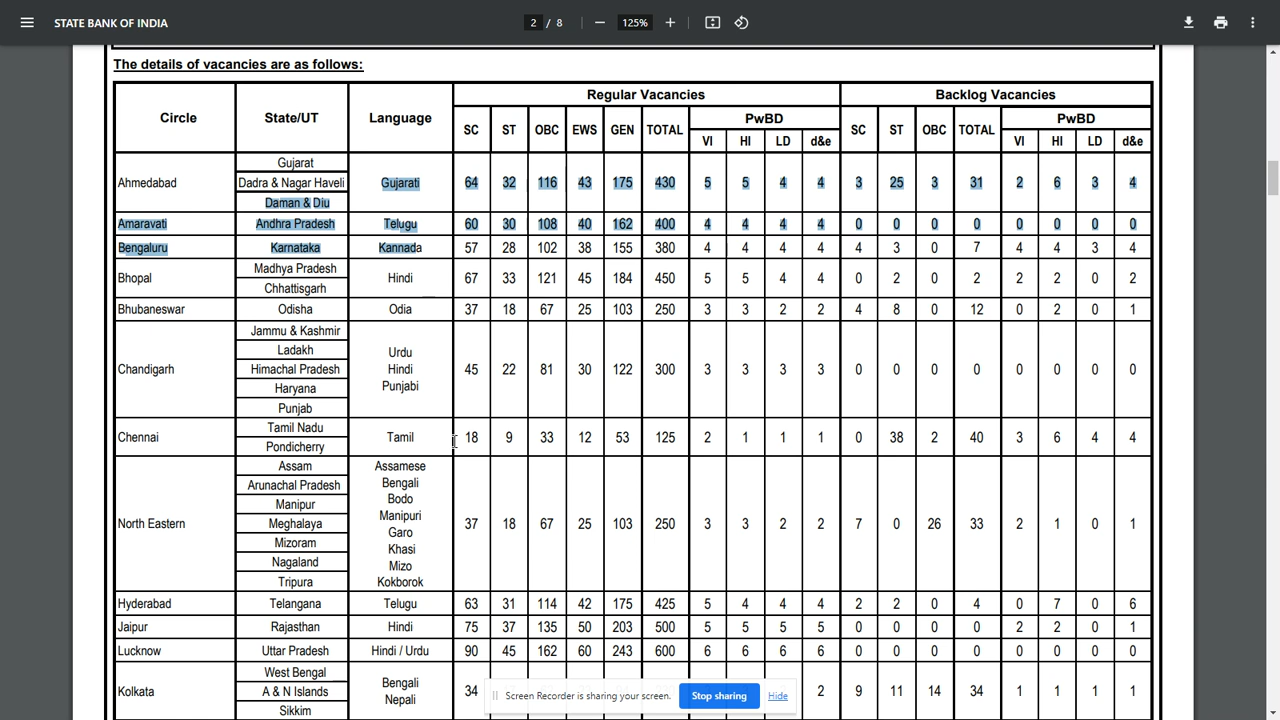 STATE BANK OF INDIA
2 / 8
125%
The details of vacancies are as follows:
Circle State/UT Language Regular Vacancies Backlog Vacancies
SC ST OBC EWS GEN TOTAL PwBD SC ST OBC TOTAL PwBD
VI HI LD d&e VI HI LD d&e
Ahmedabad Gujarat Gujarati 64 32 116 43 175 430 5 5 4 4 3 25 3 31 2 6 3 4
Dadra & Nagar Haveli
Daman & Diu
Amaravati Andhra Pradesh Telugu 60 30 108 40 162 400 4 4 4 4 0 0 0 0 0 0 0 0
Bengaluru Karnataka Kannada 57 28 102 38 155 380 4 4 4 4 4 3 0 7 4 4 3 4
Bhopal Madhya Pradesh Hindi 67 33 121 45 184 450 5 5 4 4 0 2 0 2 2 2 0 2
Chhattisgarh
Bhubaneswar Odisha Odia 37 18 67 25 103 250 3 3 2 2 4 8 0 12 0 2 0 1
Jammu & Kashmir
Ladakh Urdu
Chandigarh Himachal Pradesh Hindi 45 22 81 30 122 300 3 3 3 3 0 0 0 0 0 0 0 0
Haryana Punjabi
Punjab
Chennai Tamil Nadu Tamil 18 9 33 12 53 125 2 1 1 1 0 38 2 40 3 6 4 4
Pondicherry
Assam Assamese
Arunachal Pradesh Bengali
Manipur Bodo
North Eastern Meghalaya Manipuri 37 18 67 25 103 250 3 3 2 2 7 0 26 33 2 1 0 1
Mizoram Garo
Nagaland Khasi
Tripura Mizo
Kokborok
Hyderabad Telangana Telugu 63 31 114 42 175 425 5 4 4 4 2 2 0 4 0 7 0 6
Jaipur Rajasthan Hindi 75 37 135 50 203 500 5 5 5 5 0 0 0 0 2 2 0 1
Lucknow Uttar Pradesh Hindi / Urdu 90 45 162 60 243 600 6 6 6 6 0 0 0 0 0 0 0 0
West Bengal Bengali
Kolkata A & N Islands Nepali 34 2 9 11 14 34 1 1 1 1
Sikkim
Screen Recorder is sharing your screen. Stop sharing Hide